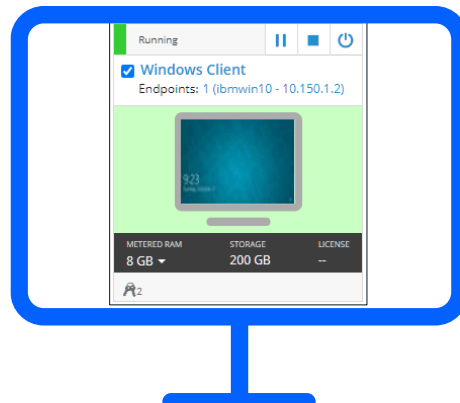 Running
Windows Client
Endpoints: 1 (ibmwin10 - 10.150.1.2)
9:23
METERED RAM STORAGE LICENSE
8 GB 200 GB --
2